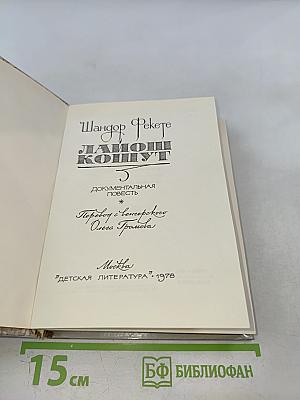 Шандор Фекете
ЛАЙОШ
КОШУТ
ДОКУМЕНТАЛЬНАЯ
ПОВЕСТЬ
*
Перевод с венгерского
Олега Громова
Москва
"ДЕТСКАЯ ЛИТЕРАТУРА" · 1978
15 см
БФ БИБЛИОФАН